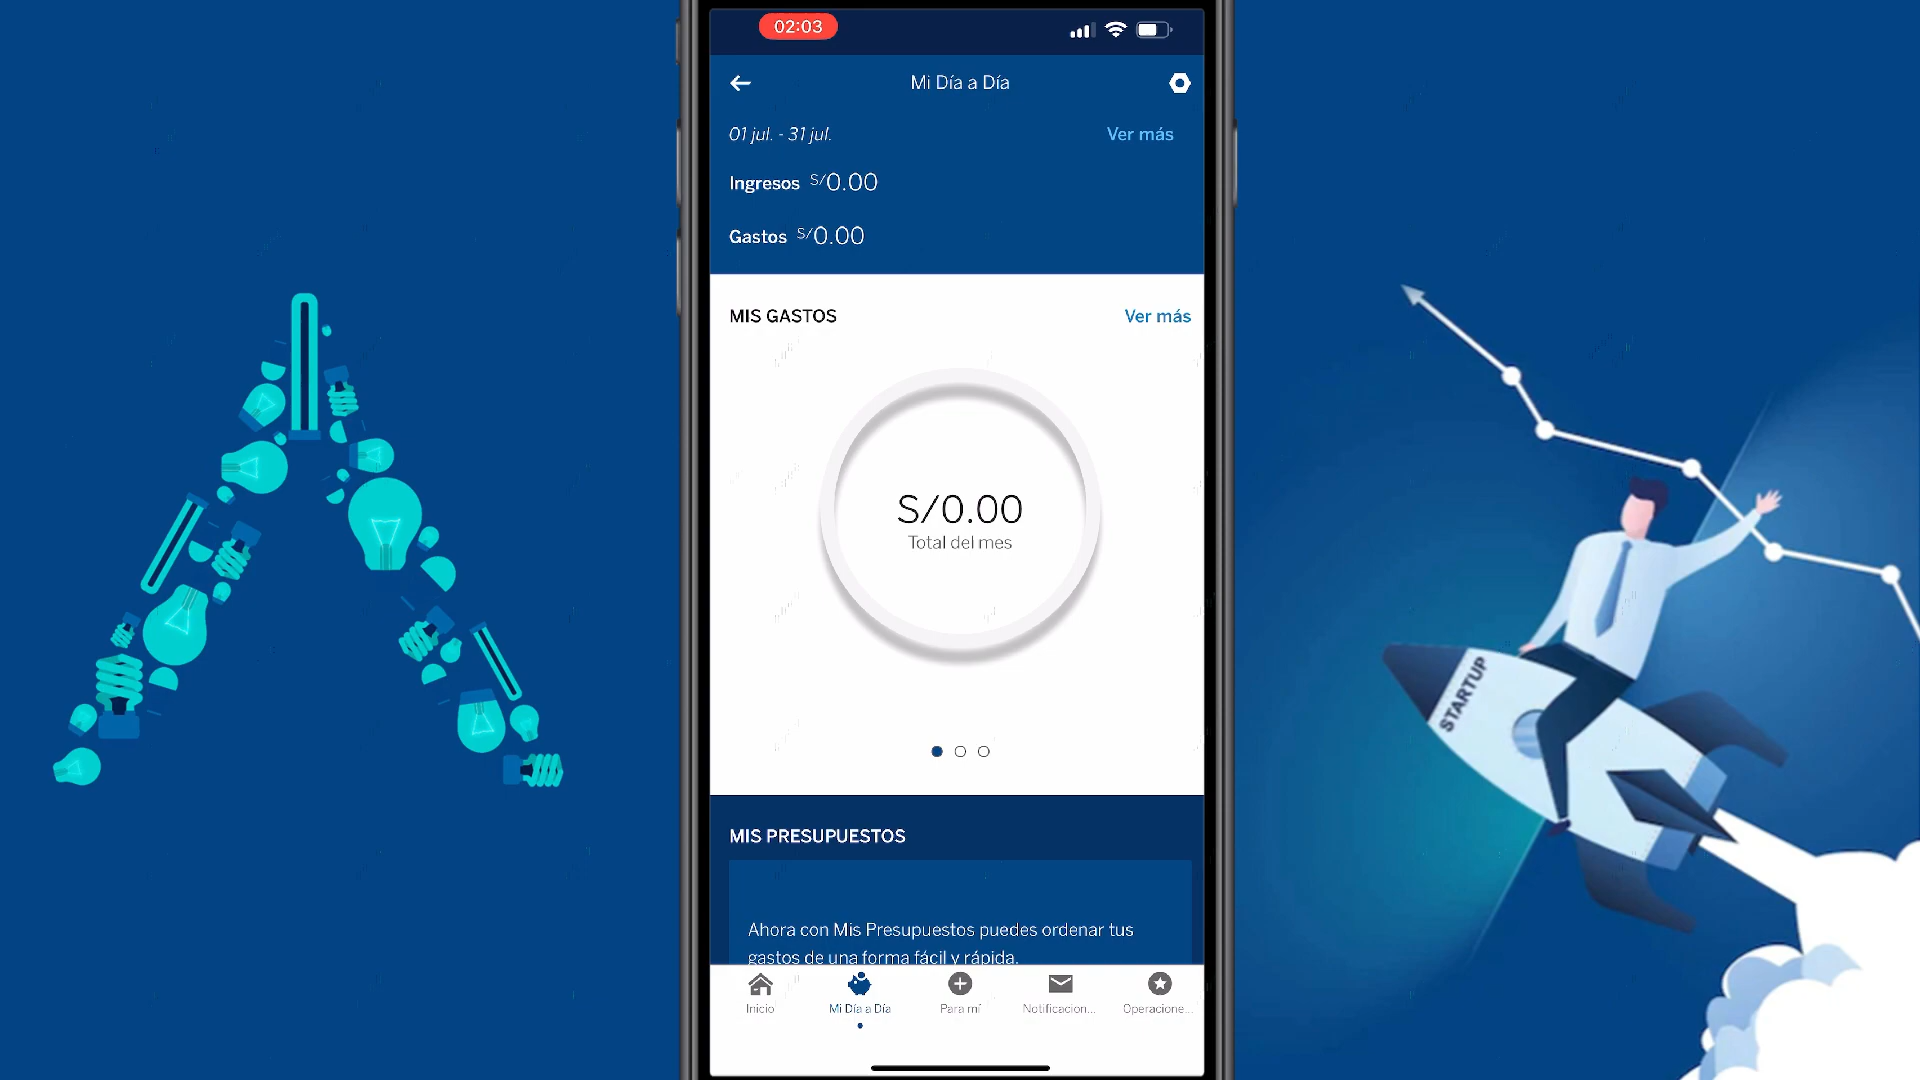 02:03
Mi Día a Día
01 jul. - 31 jul.
Ver más
Ingresos S/0.00
Gastos S/0.00
MIS GASTOS
Ver más
S/0.00
Total del mes
MIS PRESUPUESTOS
Ahora con Mis Presupuestos puedes ordenar tus
gastos de una forma fácil y rápida.
Inicio
Mi Día a Día
Para mí
Notificacion...
Operacione...
STARTUP